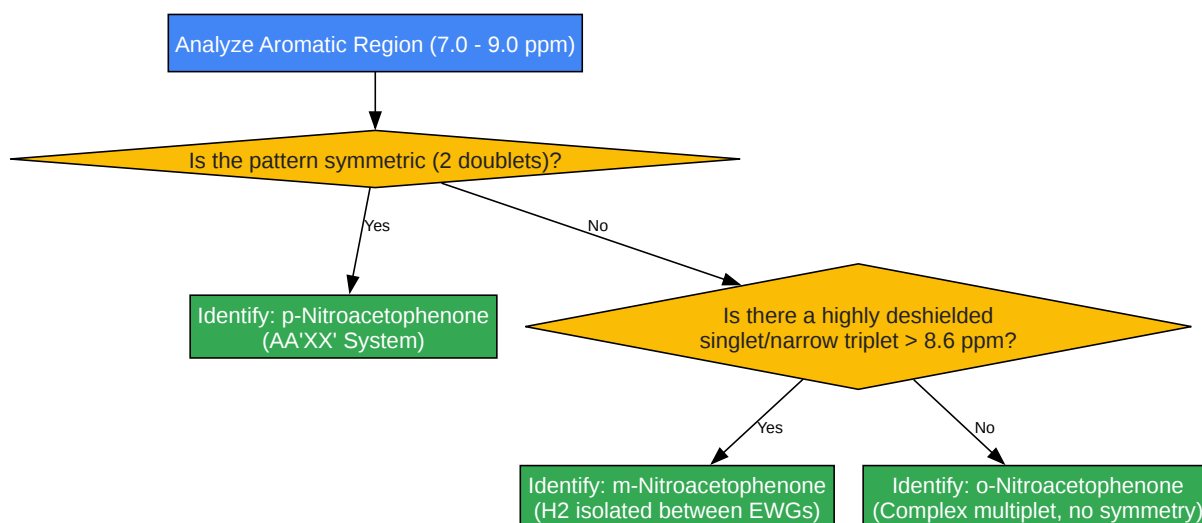 Analyze Aromatic Region (7.0 - 9.0 ppm)
Is the pattern symmetric (2 doublets)?
Yes
No
Identify: p-Nitroacetophenone
(AA'XX' System)
Is there a highly deshielded
singlet/narrow triplet > 8.6 ppm?
Yes
No
Identify: m-Nitroacetophenone
(H2 isolated between EWGs)
Identify: o-Nitroacetophenone
(Complex multiplet, no symmetry)